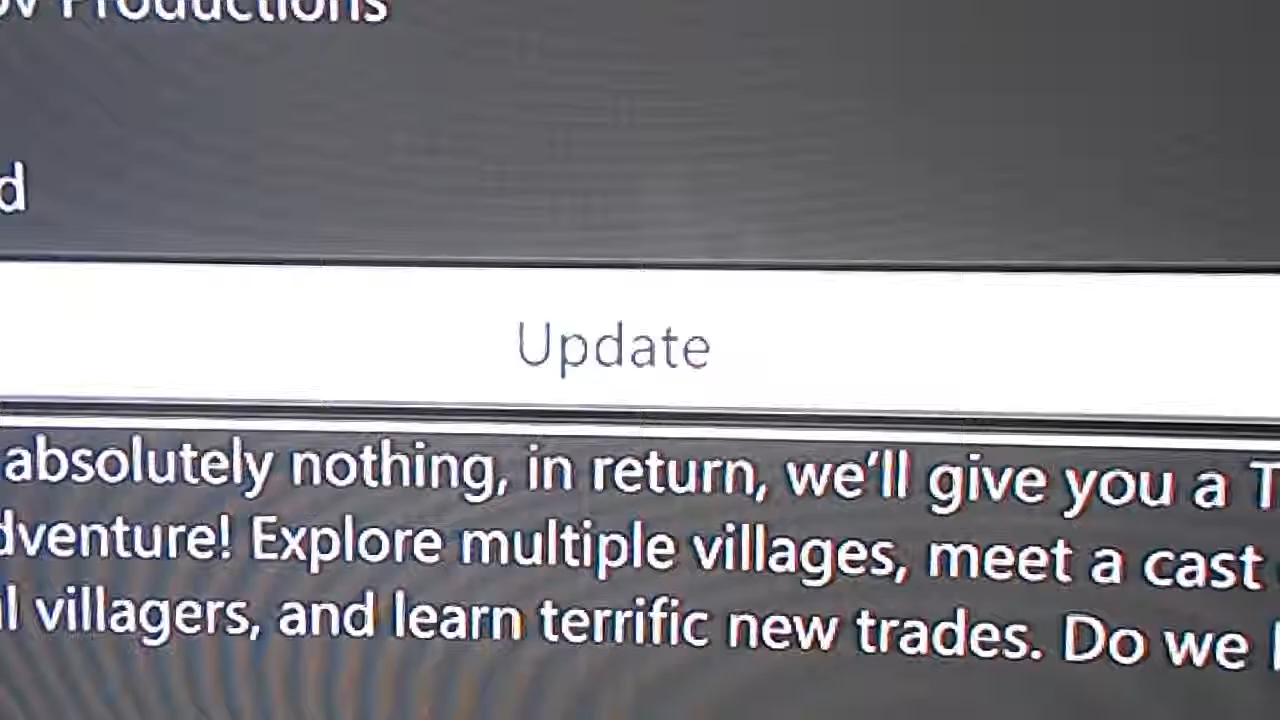 Productions
Update
absolutely nothing, in return, we'll give you a
dventure! Explore multiple villages, meet a cast
l villagers, and learn terrific new trades. Do we